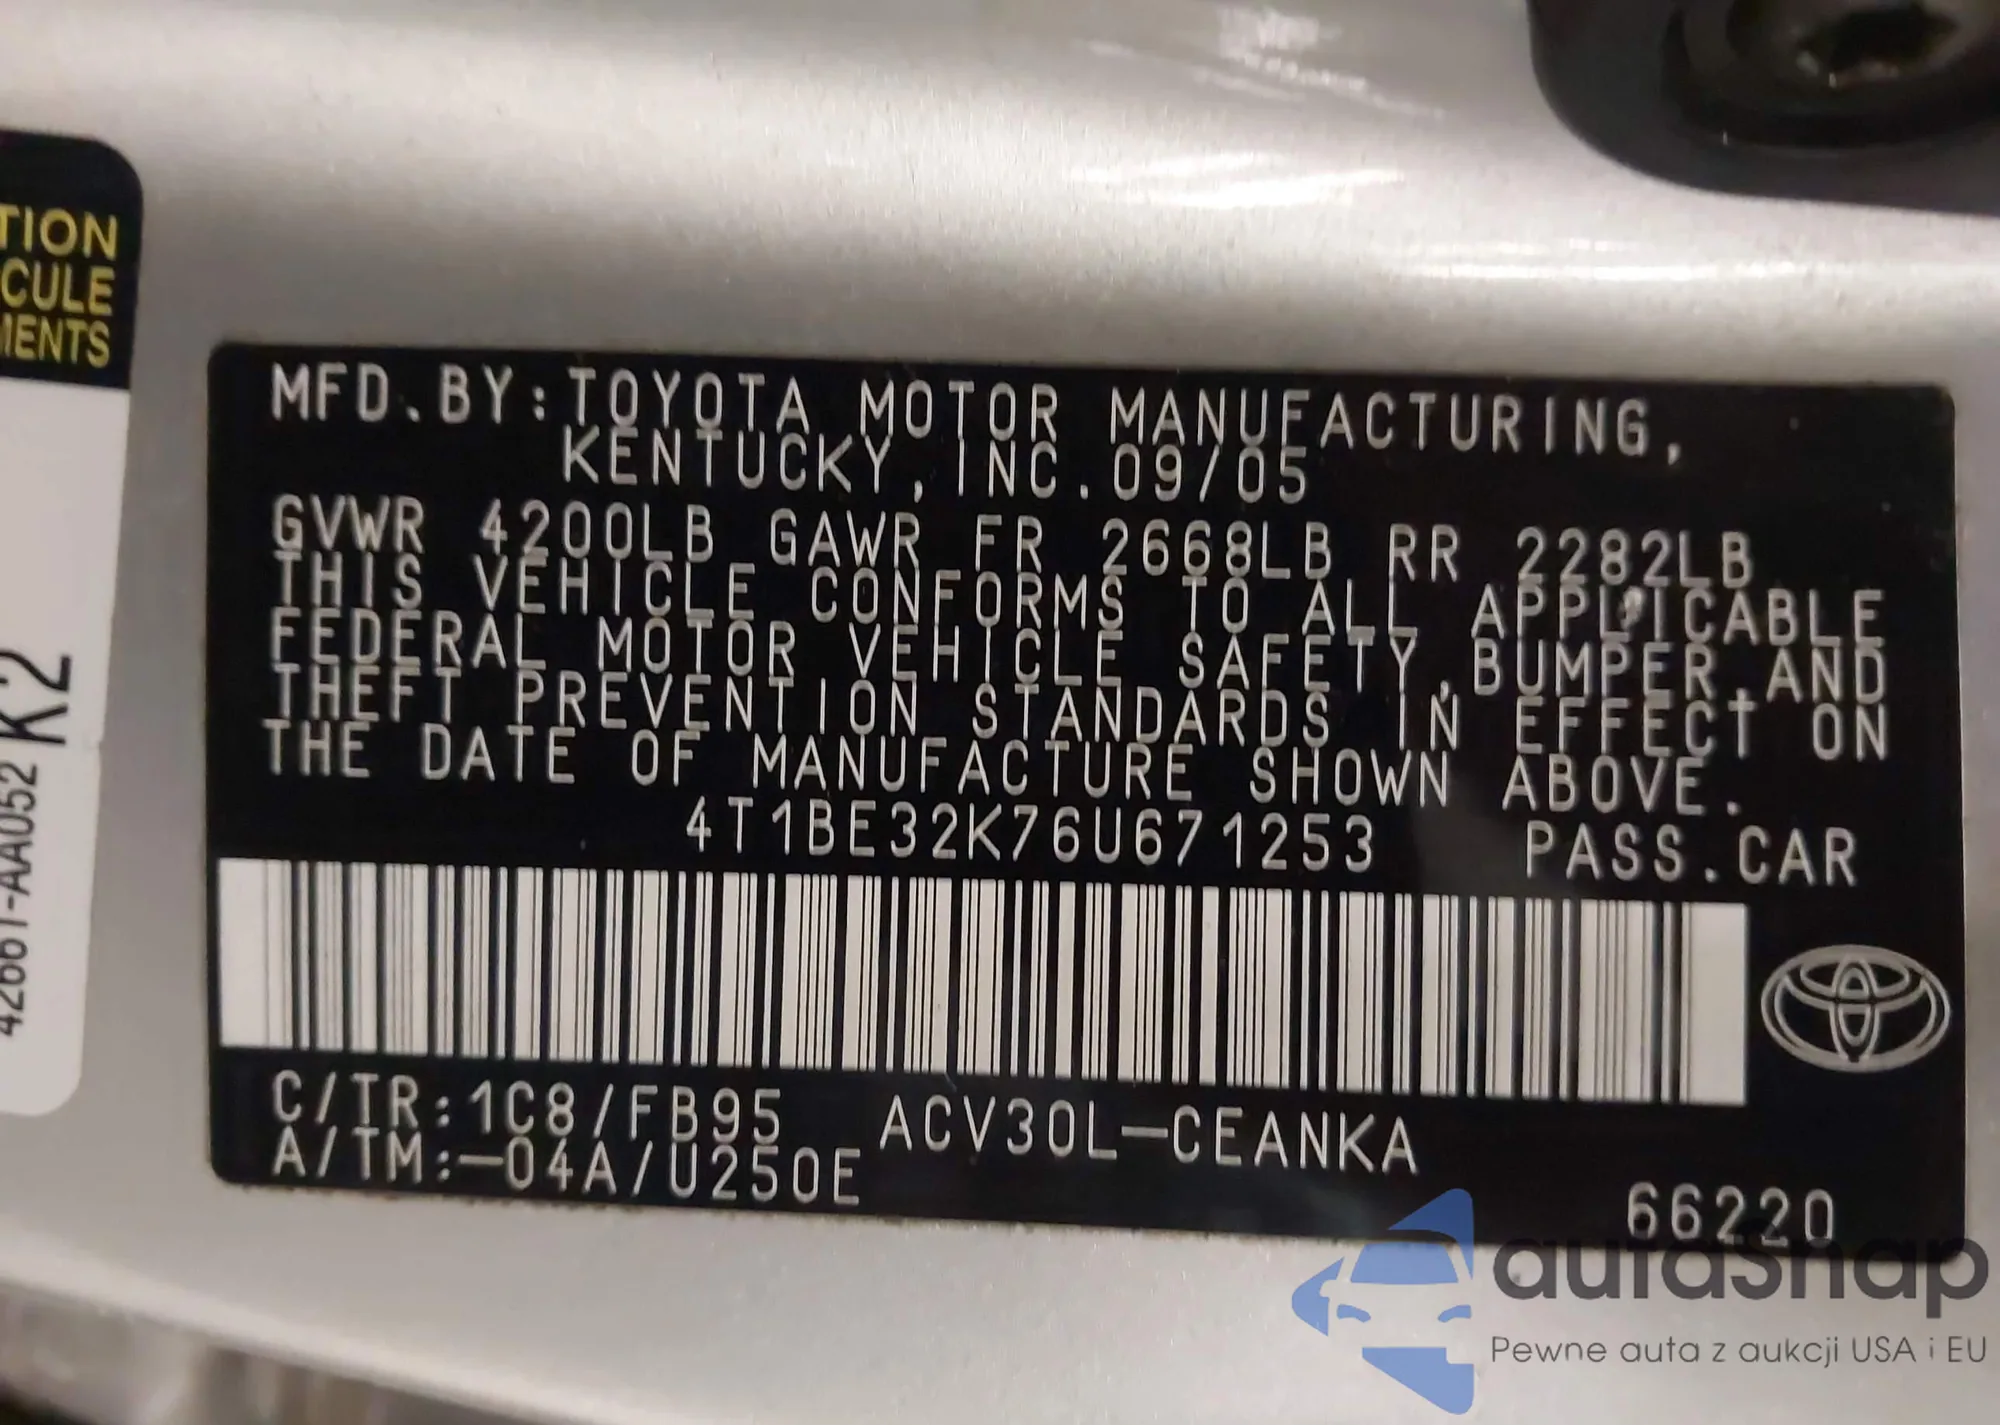 TION
CULE
MENTS
K2
42661-AA052
MFD.BY:TOYOTA MOTOR MANUFACTURING,
KENTUCKY,INC.09/05
GVWR 4200LB GAWR FR 2668LB RR 2282LB
THIS VEHICLE CONFORMS TO ALL APPLICABLE
FEDERAL MOTOR VEHICLE SAFETY,BUMPER,AND
THEFT PREVENTION STANDARDS IN EFFECT ON
THE DATE OF MANUFACTURE SHOWN ABOVE.
4T1BE32K76U671253 PASS.CAR
C/TR:1C8/FB95 ACV30L-CEANKA
A/TM:-04A/U250E
66220
autasnap
Pewne auta z aukcji USA i EU